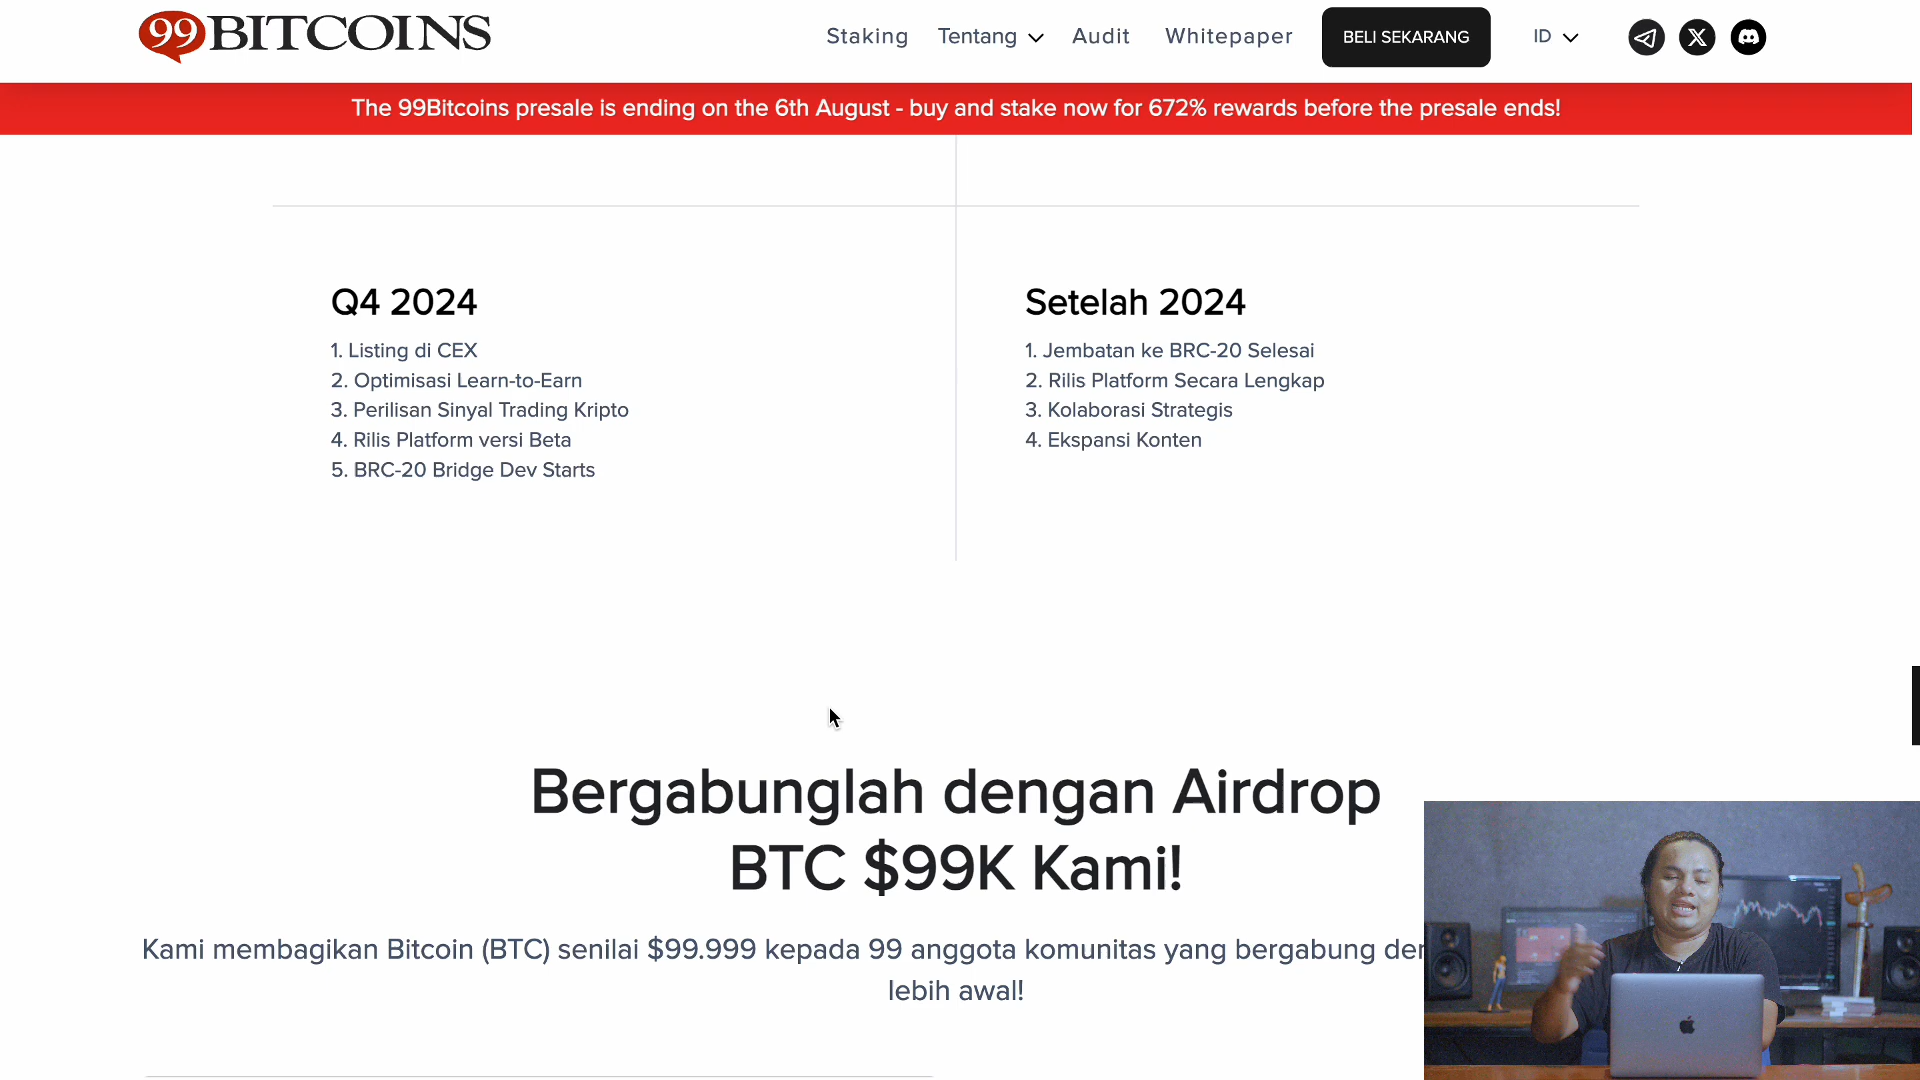 99BITCOINS
Staking Tentang Audit Whitepaper BELI SEKARANG ID
The 99Bitcoins presale is ending on the 6th August - buy and stake now for 672% rewards before the presale ends!
Q4 2024
1. Listing di CEX
2. Optimisasi Learn-to-Earn
3. Perilisan Sinyal Trading Kripto
4. Rilis Platform versi Beta
5. BRC-20 Bridge Dev Starts
Setelah 2024
1. Jembatan ke BRC-20 Selesai
2. Rilis Platform Secara Lengkap
3. Kolaborasi Strategis
4. Ekspansi Konten
Bergabunglah dengan Airdrop
BTC $99K Kami!
Kami membagikan Bitcoin (BTC) senilai $99.999 kepada 99 anggota komunitas yang bergabung
lebih awal!